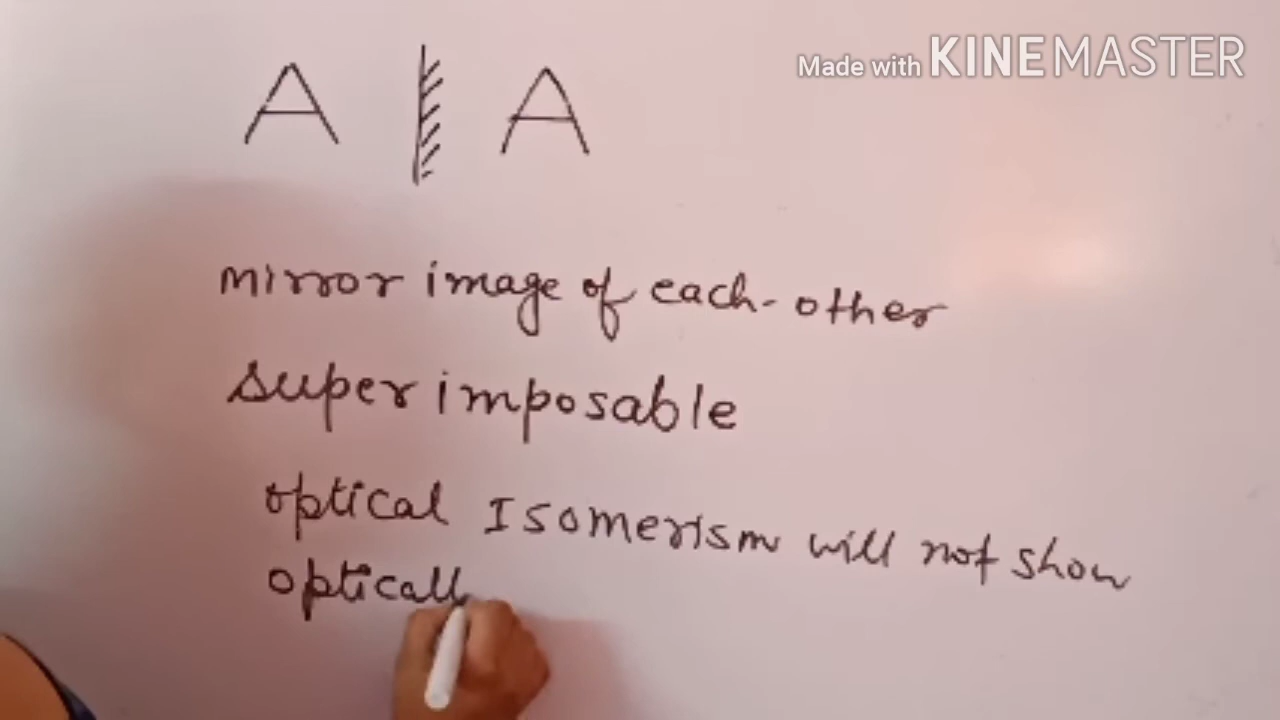 Made with KINEMASTER
A A
mirror image of each-other
superimposable
optical Isomerism will not show
opticall